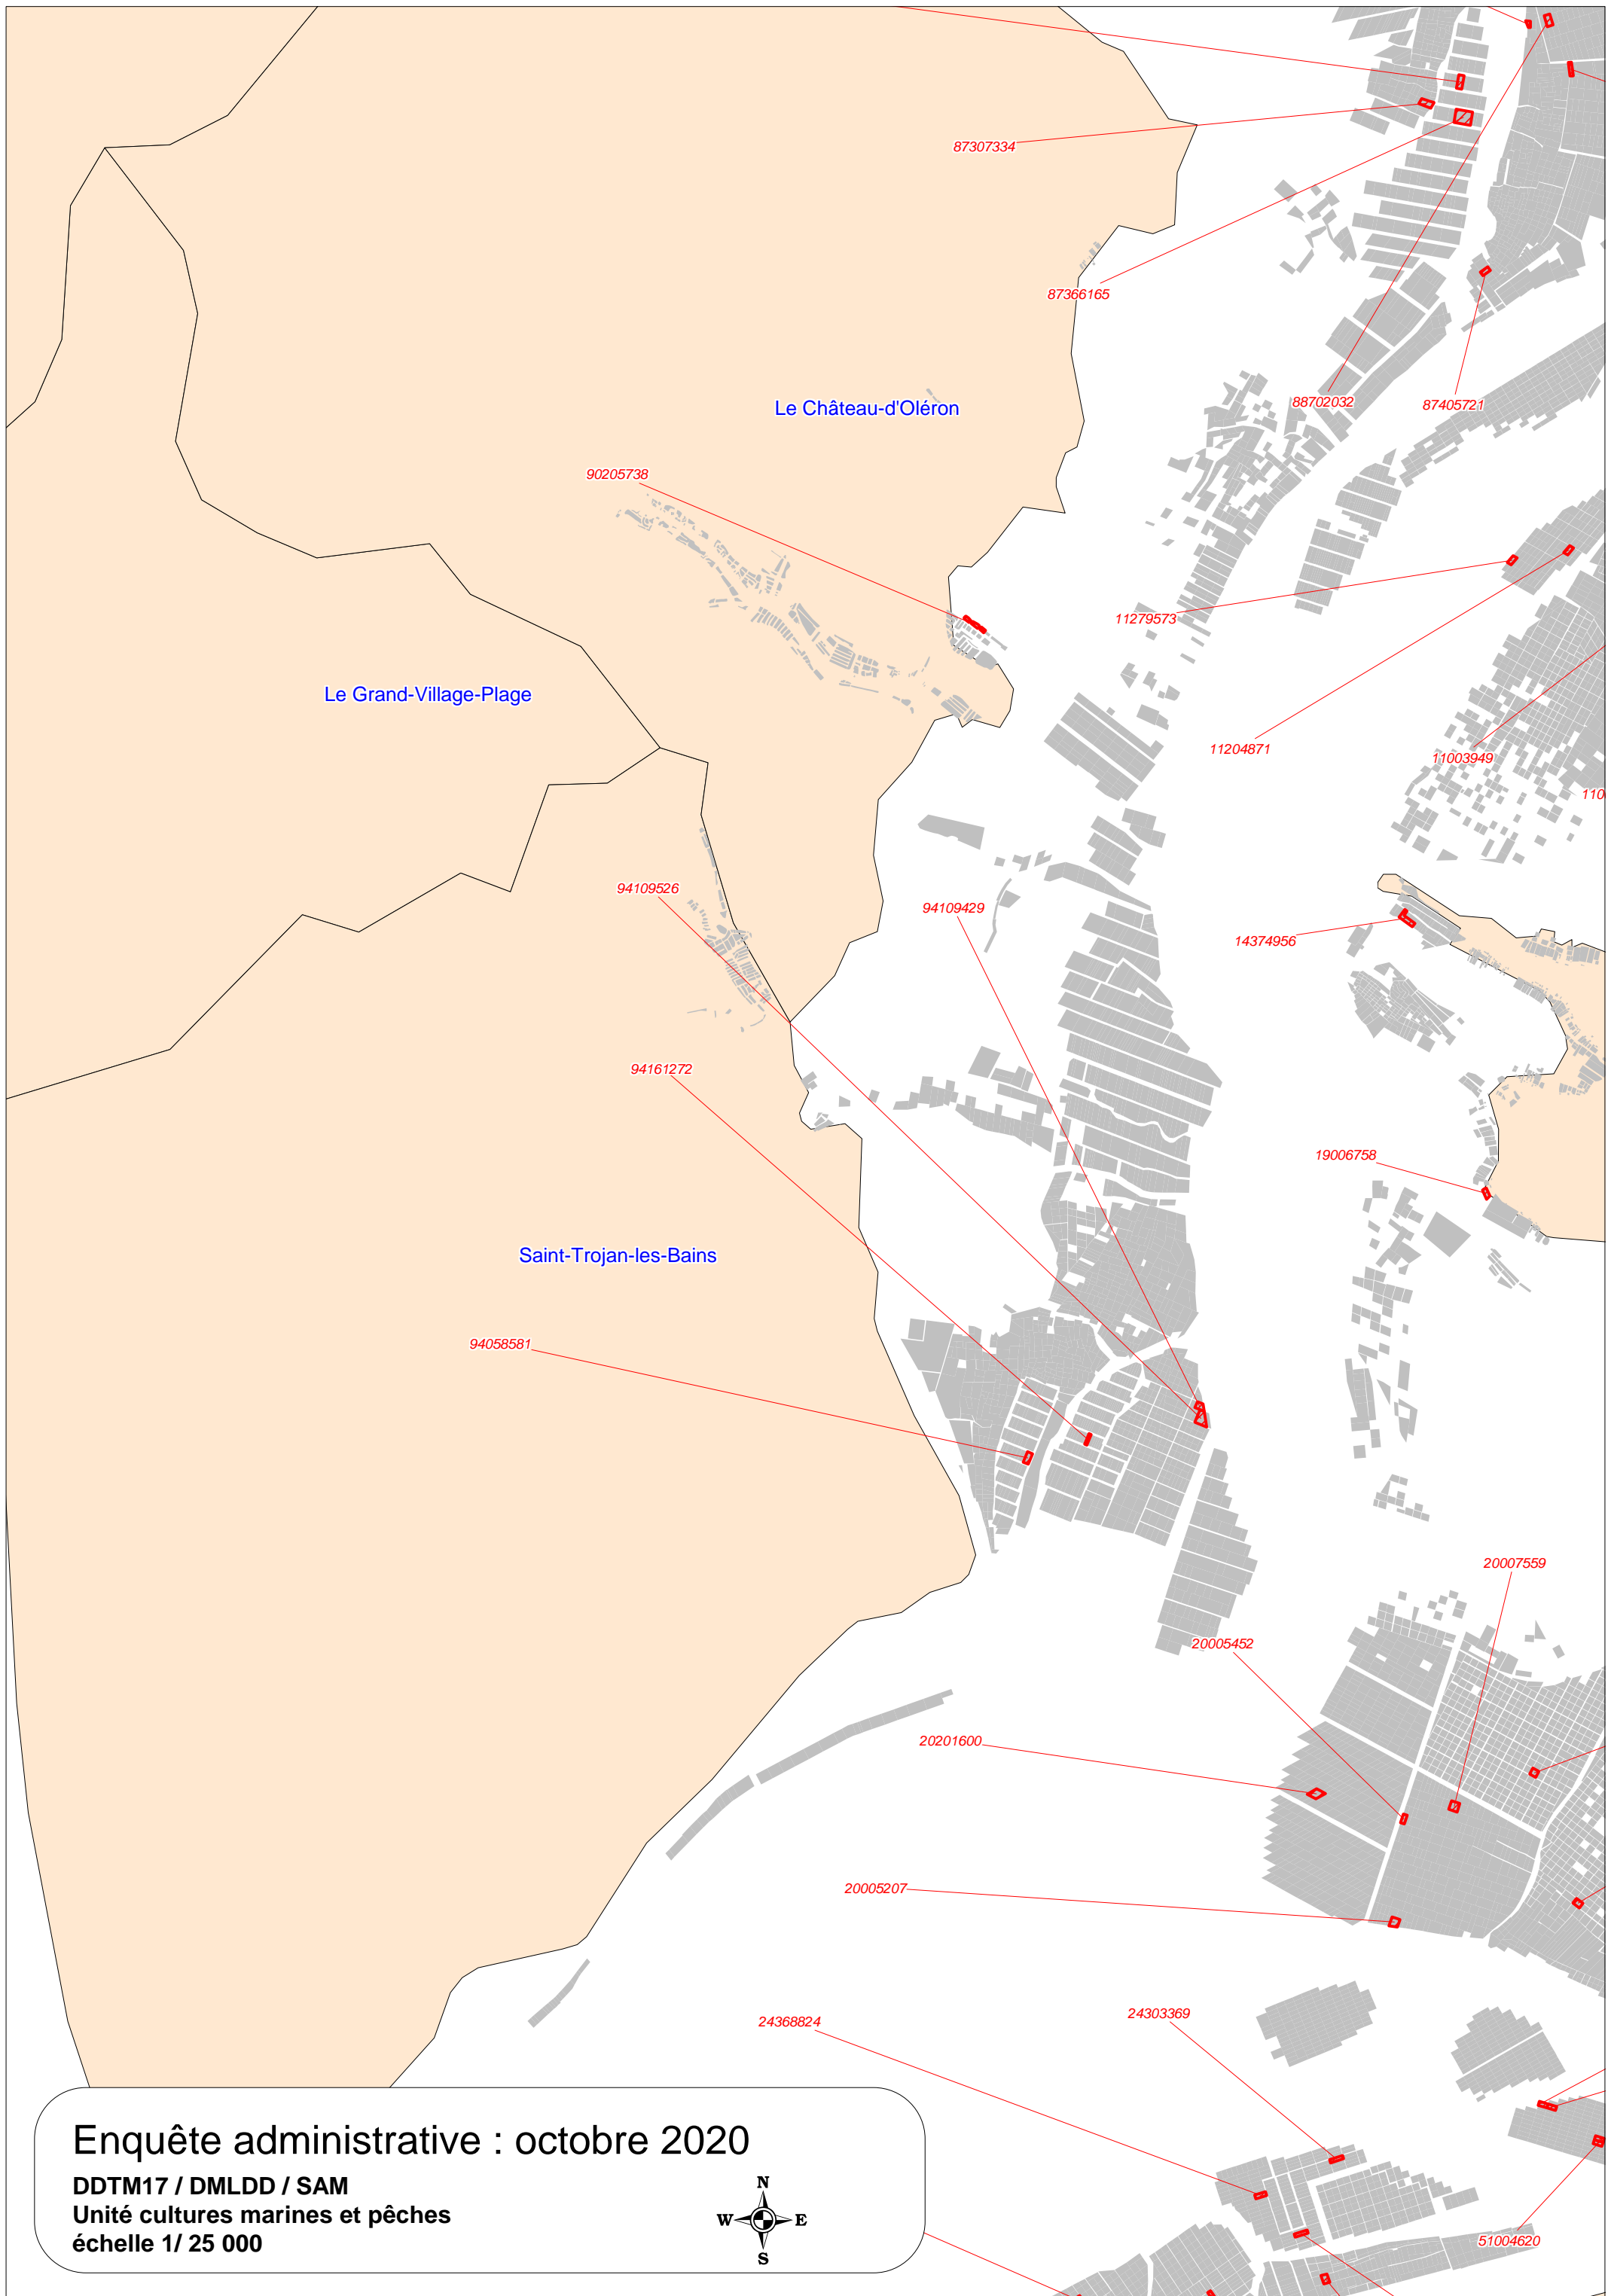 87307334
87366165
88702032
87405721
Le Château-d'Oléron
90205738
11279573
Le Grand-Village-Plage
11204871
11003949
110
94109526
94109429
14374956
94161272
19006758
Saint-Trojan-les-Bains
94058581
20007559
20005452
20201600
20005207
24368824
24303369
51004620
Enquête administrative : octobre 2020
DDTM17 / DMLDD / SAM
Unité cultures marines et pêches
échelle 1/ 25 000
N
W E
S